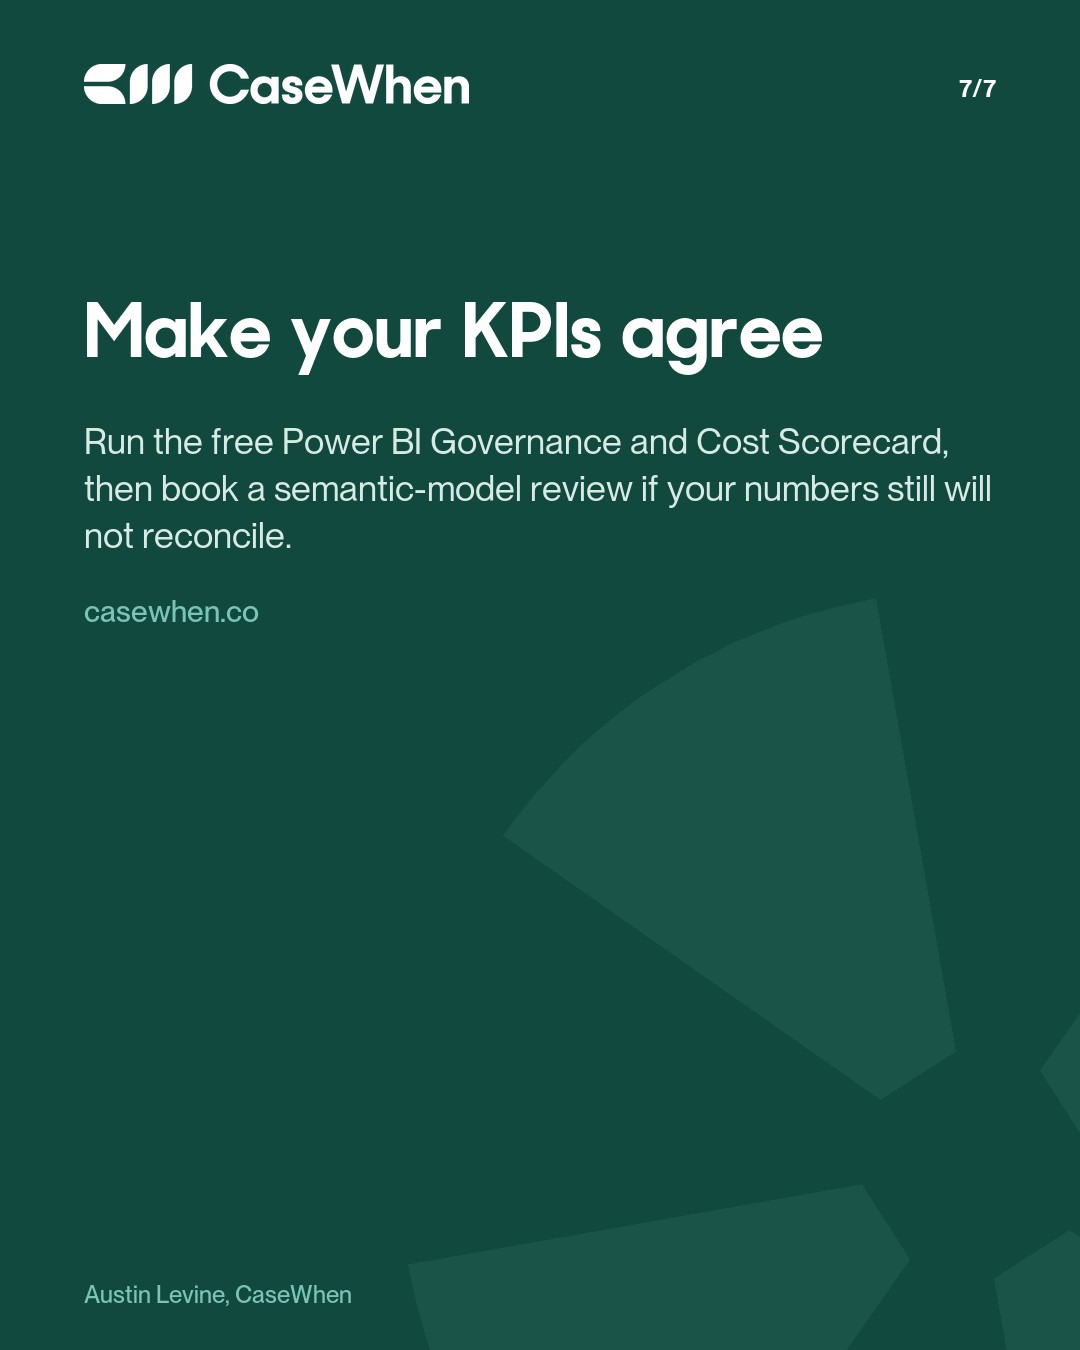 CaseWhen
7/7
Make your KPIs agree
Run the free Power BI Governance and Cost Scorecard,
then book a semantic-model review if your numbers still will
not reconcile.
casewhen.co
Austin Levine, CaseWhen